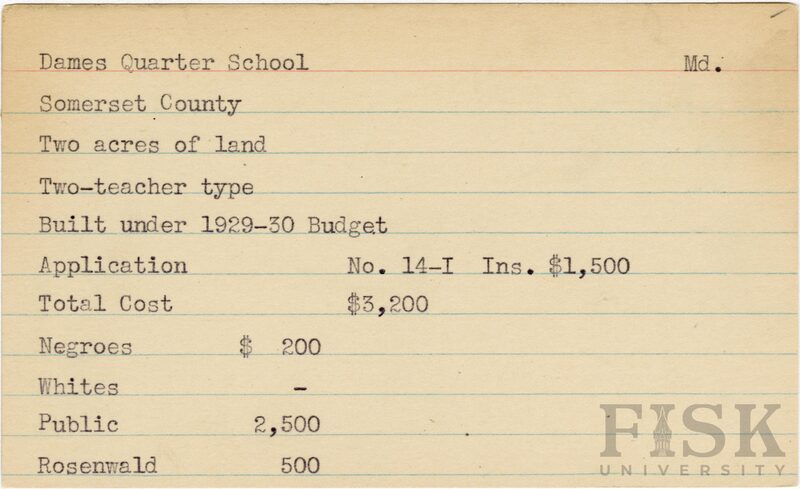 Dames Quarter School Md.
Somerset County
Two acres of land
Two-teacher type
Built under 1929-30 Budget
Application No. 14-I Ins. $1,500
Total Cost $3,200
Negroes $ 200
Whites -
Public 2,500
Rosenwald 500
FISK
UNIVERSITY